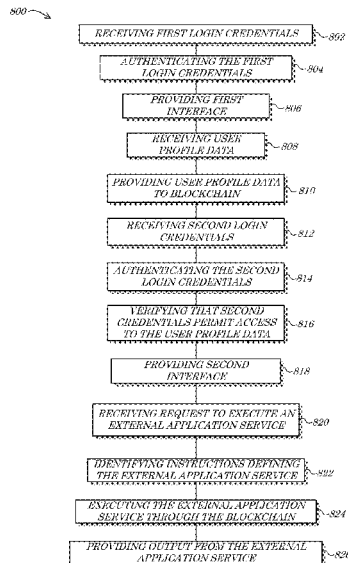 800
RECEIVING FIRST LOGIN CREDENTIALS
802
AUTHENTICATING THE FIRST
LOGIN CREDENTIALS
804
PROVIDING FIRST
INTERFACE
806
RECEIVING USER
PROFILE DATA
808
PROVIDING USER PROFILE DATA
TO BLOCKCHAIN
810
RECEIVING SECOND LOGIN
CREDENTIALS
812
AUTHENTICATING THE SECOND
LOGIN CREDENTIALS
814
VERIFYING THAT SECOND
CREDENTIALS PERMIT ACCESS
TO THE USER PROFILE DATA
816
PROVIDING SECOND
INTERFACE
818
RECEIVING REQUEST TO EXECUTE AN
EXTERNAL APPLICATION SERVICE
820
IDENTIFYING INSTRUCTIONS DEFINING
THE EXTERNAL APPLICATION SERVICE
822
EXECUTING THE EXTERNAL APPLICATION
SERVICE THROUGH THE BLOCKCHAIN
824
PROVIDING OUTPUT FROM THE EXTERNAL
APPLICATION SERVICE
826